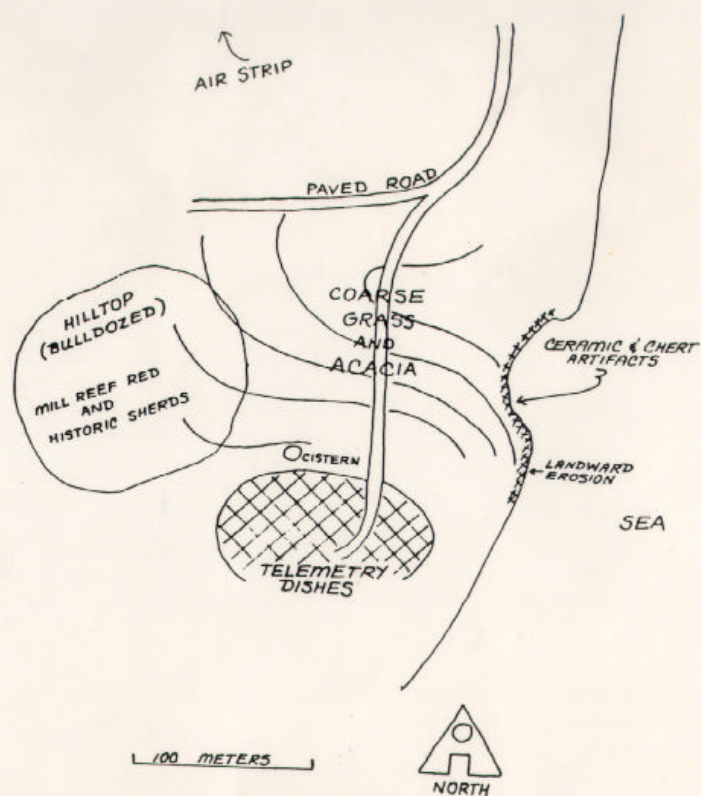 AIR STRIP
PAVED ROAD
COARSE
GRASS
AND
ACACIA
HILLTOP
(BULLDOZED)
MILL REEF RED
AND
HISTORIC SHERDS
CERAMIC & CHERT
ARTIFACTS
CISTERN
LANDWARD
EROSION
SEA
TELEMETRY
DISHES
100 METERS
NORTH